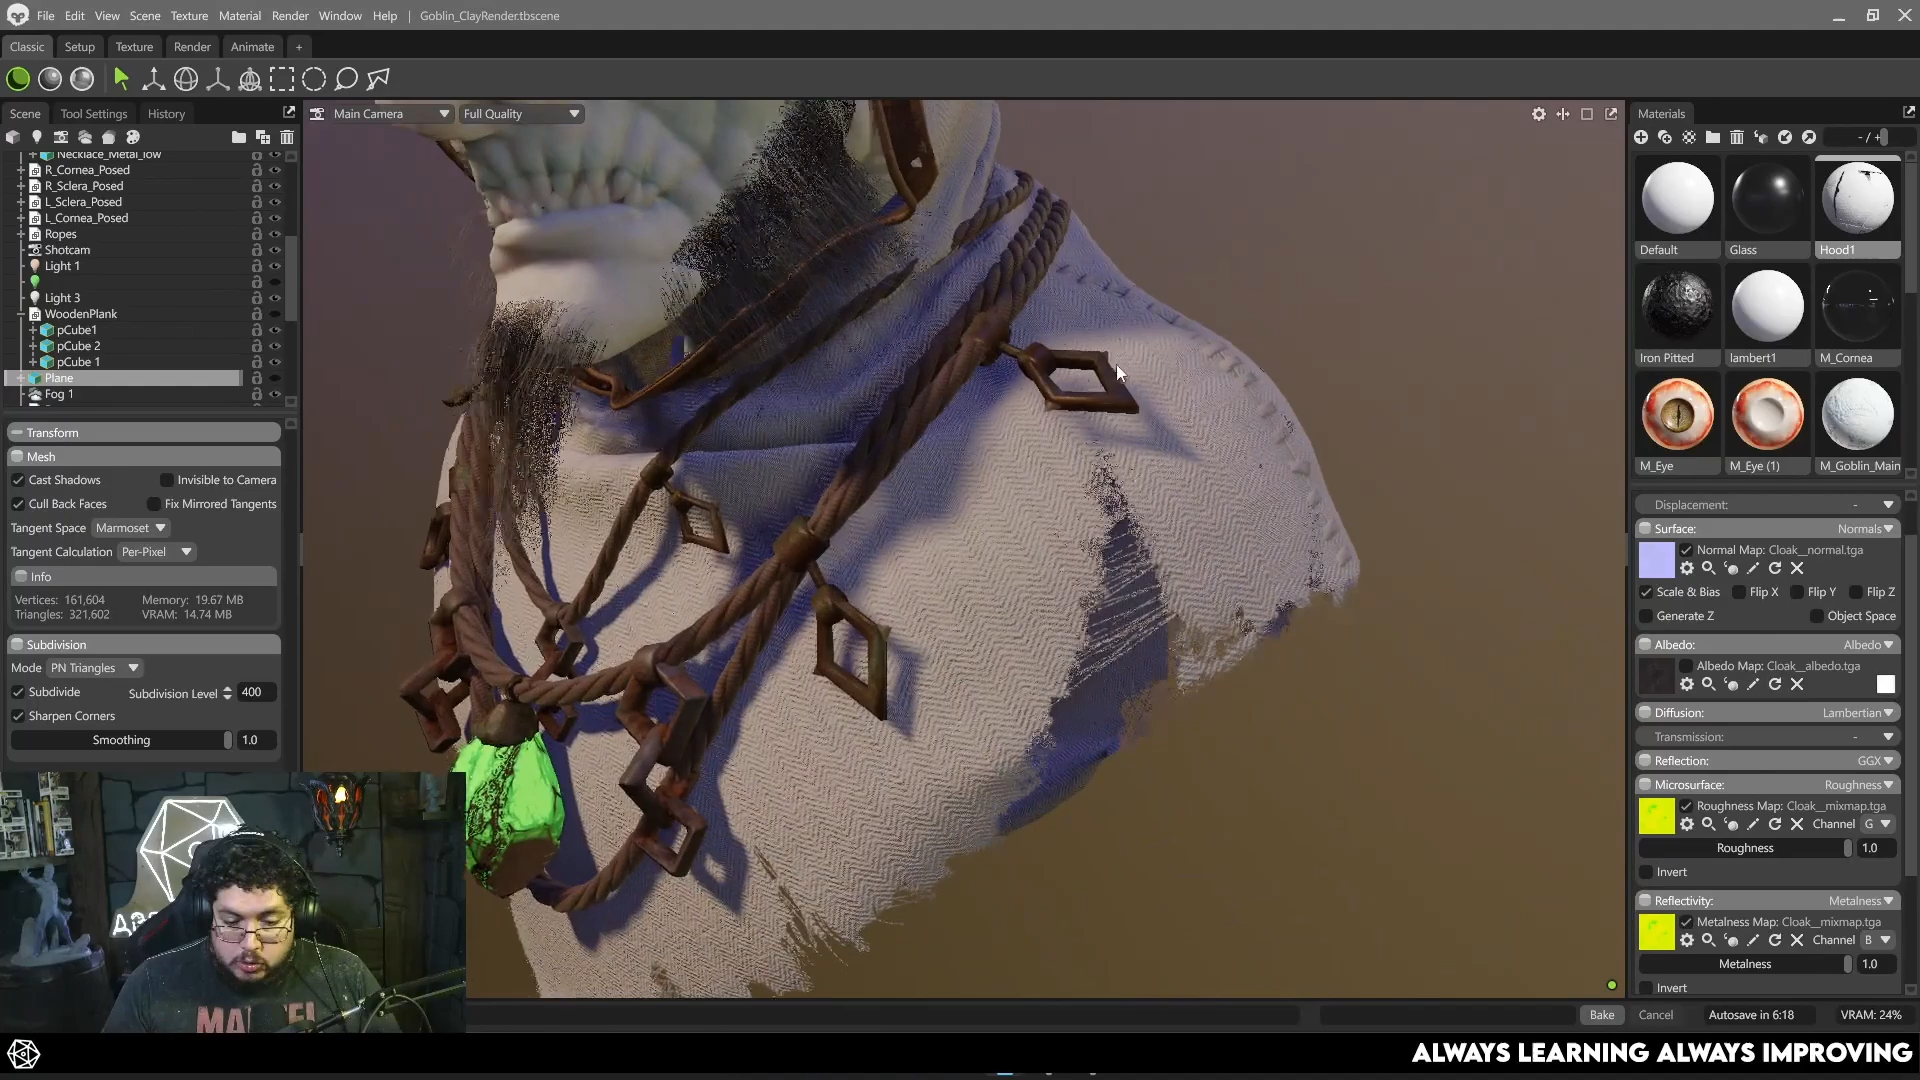 File Edit View Scene Texture Material Render Window Help | Goblin_ClayRender.tbscene
Classic Setup Texture Render Animate +
Scene Tool Settings History
Main Camera Full Quality
Materials
- / +
Necklace_Metal_low
R_Cornea_Posed
R_Sclera_Posed
L_Sclera_Posed
L_Cornea_Posed
Ropes
Shotcam
Light 1
Light 3
WoodenPlank
pCube1
pCube 2
pCube 1
Plane
Fog 1
Transform
Mesh
Cast Shadows Invisible to Camera
Cull Back Faces Fix Mirrored Tangents
Tangent Space Marmoset
Tangent Calculation Per-Pixel
Info
Vertices: 161,604 Memory: 19.67 MB
Triangles: 321,602 VRAM: 14.74 MB
Subdivision
Mode PN Triangles
Subdivide Subdivision Level 400
Sharpen Corners
Smoothing 1.0
Default Glass Hood1
Iron Pitted lambert1 M_Cornea
M_Eye M_Eye (1) M_Goblin_Main
Displacement: -
Surface: Normals
Normal Map: Cloak__normal.tga
Scale & Bias Flip X Flip Y Flip Z
Generate Z Object Space
Albedo: Albedo
Albedo Map: Cloak__albedo.tga
Diffusion: Lambertian
Transmission: -
Reflection: GGX
Microsurface: Roughness
Roughness Map: Cloak__mixmap.tga
Channel G
Roughness 1.0
Invert
Reflectivity: Metalness
Metalness Map: Cloak__mixmap.tga
Channel B
Metalness 1.0
Invert
Bake Cancel Autosave in 6:18 VRAM: 24%
ALWAYS LEARNING ALWAYS IMPROVING